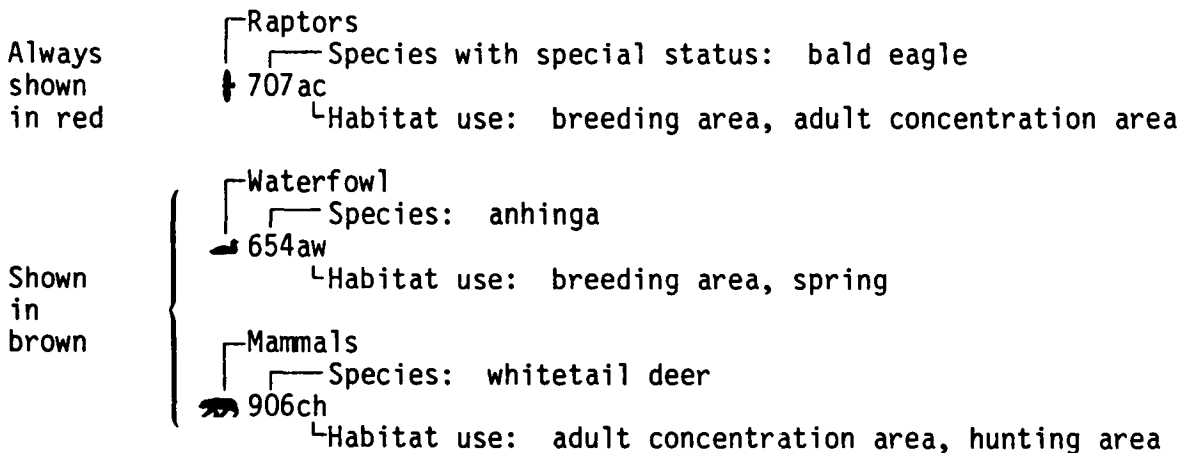 Raptors
Always Species with special status: bald eagle
shown 707ac
in red Habitat use: breeding area, adult concentration area
Waterfowl
Species: anhinga
654aw
Shown Habitat use: breeding area, spring
in
brown Mammals
Species: whitetail deer
906ch
Habitat use: adult concentration area, hunting area